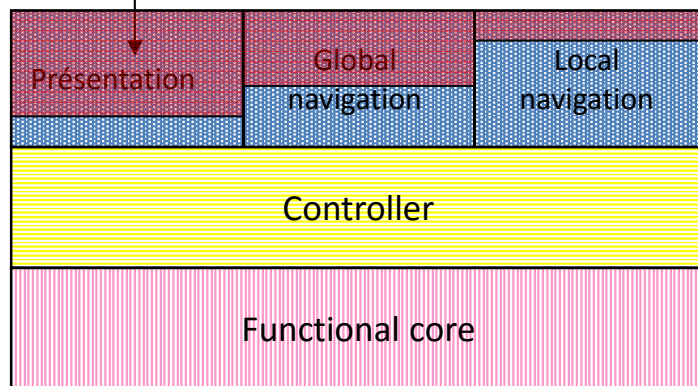 Présentation
Global
navigation
Local
navigation
Controller
Functional core